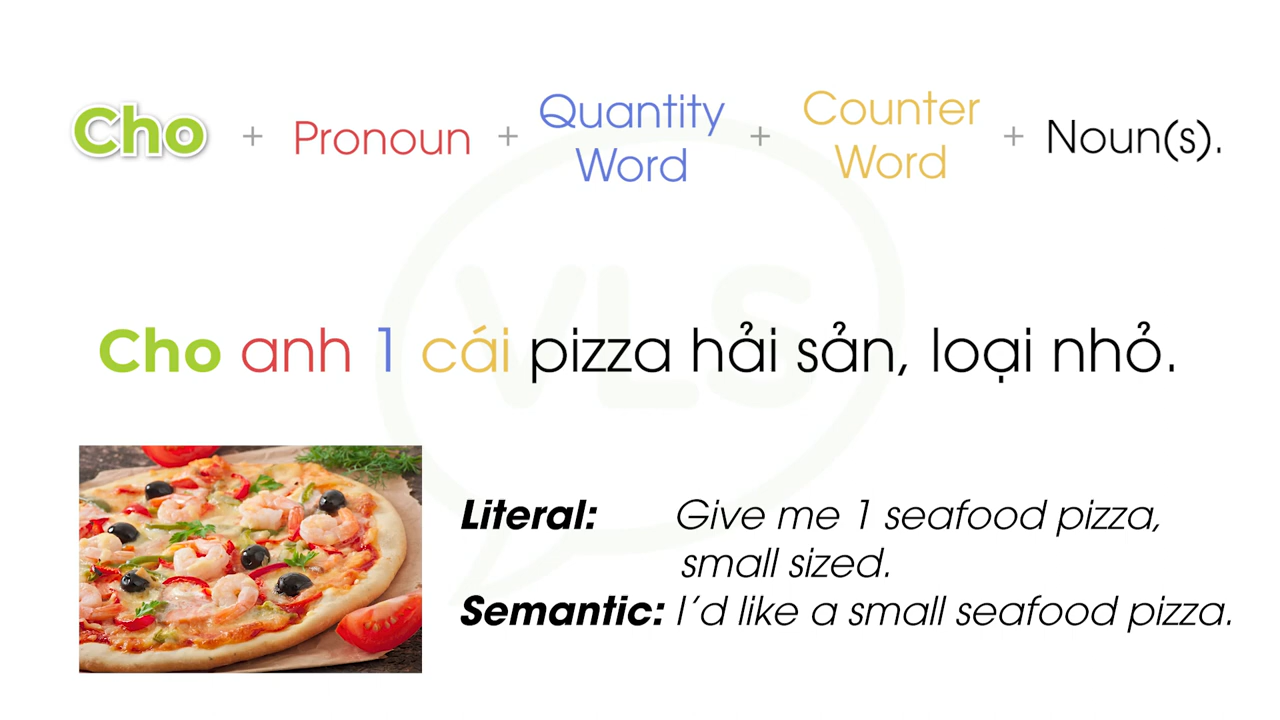 Cho + Pronoun + Quantity Word + Counter Word + Noun(s).
VLS
Cho anh 1 cái pizza hải sản, loại nhỏ.
Literal: Give me 1 seafood pizza,
small sized.
Semantic: I'd like a small seafood pizza.